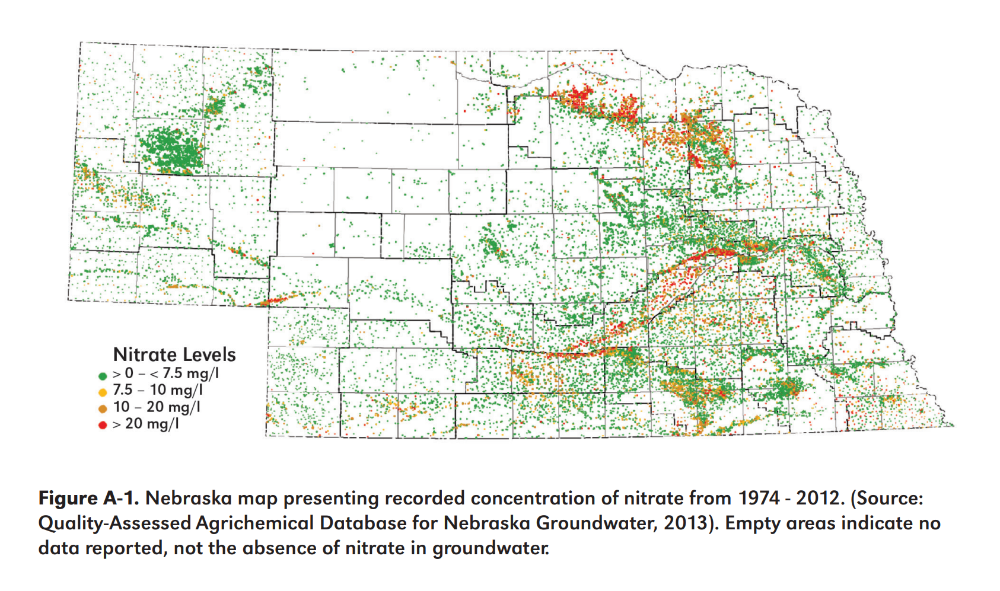 Nitrate Levels
> 0 – < 7.5 mg/l
7.5 – 10 mg/l
10 – 20 mg/l
> 20 mg/l
Figure A-1. Nebraska map presenting recorded concentration of nitrate from 1974 - 2012. (Source:
Quality-Assessed Agrichemical Database for Nebraska Groundwater, 2013). Empty areas indicate no
data reported, not the absence of nitrate in groundwater.